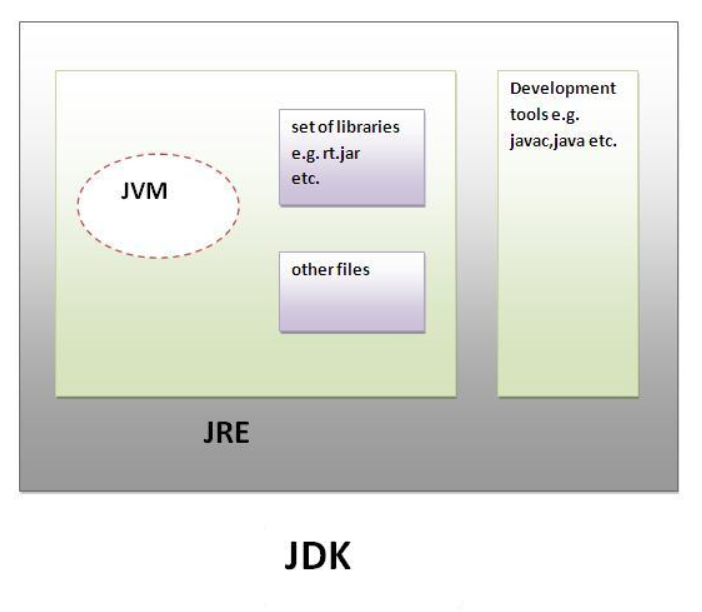 JVM
set of libraries
e.g. rt.jar
etc.
other files
Development
tools e.g.
javac,java etc.
JRE
JDK